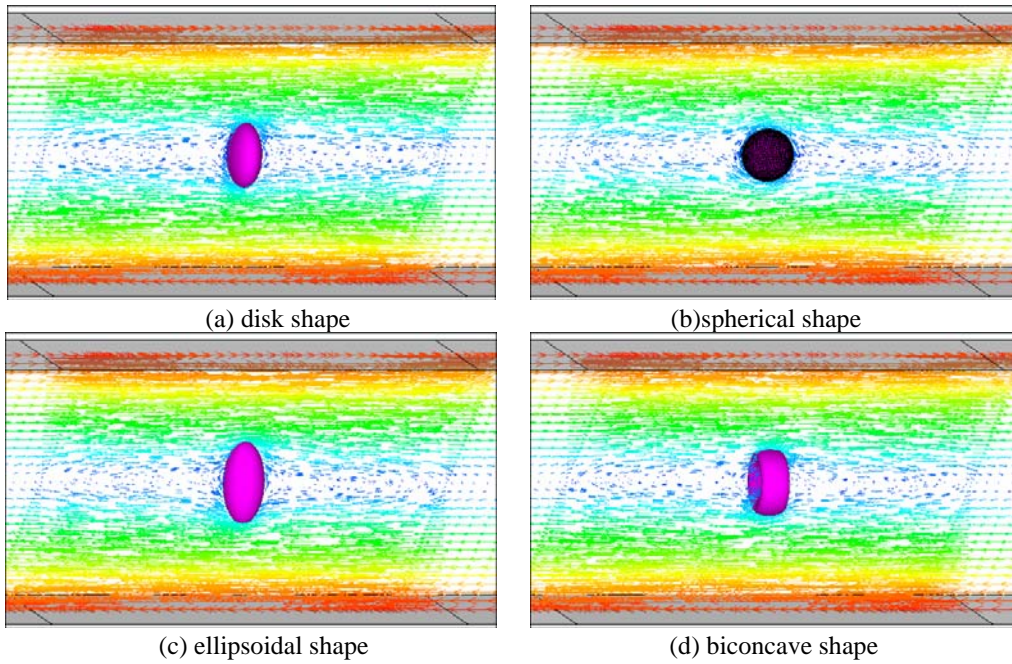 (a) disk shape
(b)spherical shape
(c) ellipsoidal shape
(d) biconcave shape